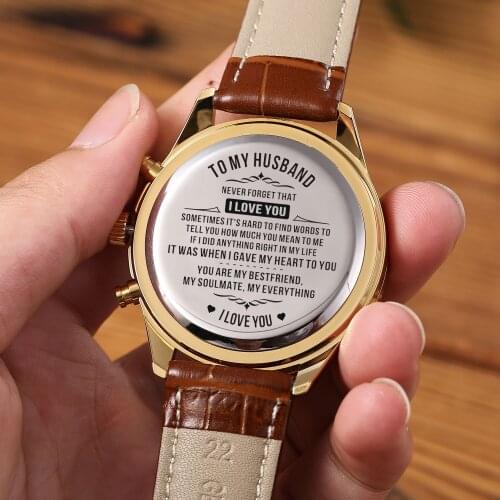 TO MY HUSBAND
NEVER FORGET THAT
I LOVE YOU
SOMETIMES IT'S HARD TO FIND WORDS TO
TELL YOU HOW MUCH YOU MEAN TO ME
IF I DID ANYTHING RIGHT IN MY LIFE
IT WAS WHEN I GAVE MY HEART TO YOU
YOU ARE MY BESTFRIEND,
MY SOULMATE, MY EVERYTHING
I LOVE YOU
22